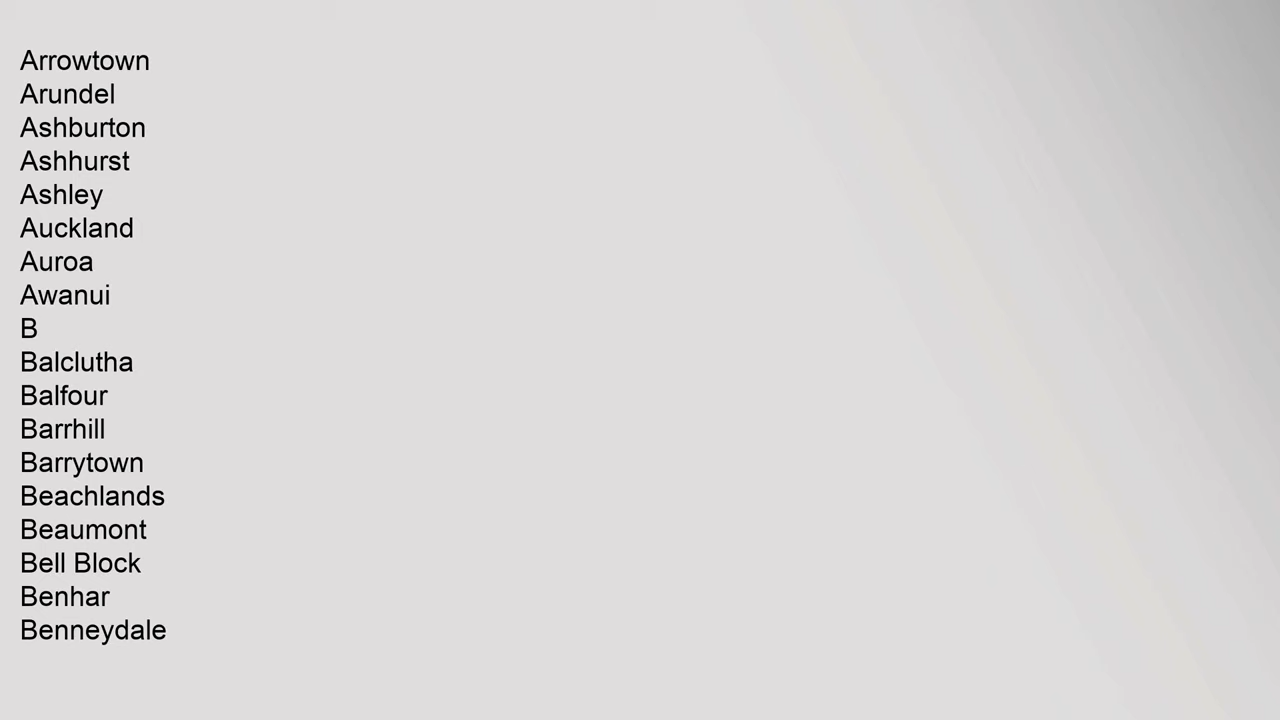 Arrowtown
Arundel
Ashburton
Ashhurst
Ashley
Auckland
Auroa
Awanui
B
Balclutha
Balfour
Barrhill
Barrytown
Beachlands
Beaumont
Bell Block
Benhar
Benneydale